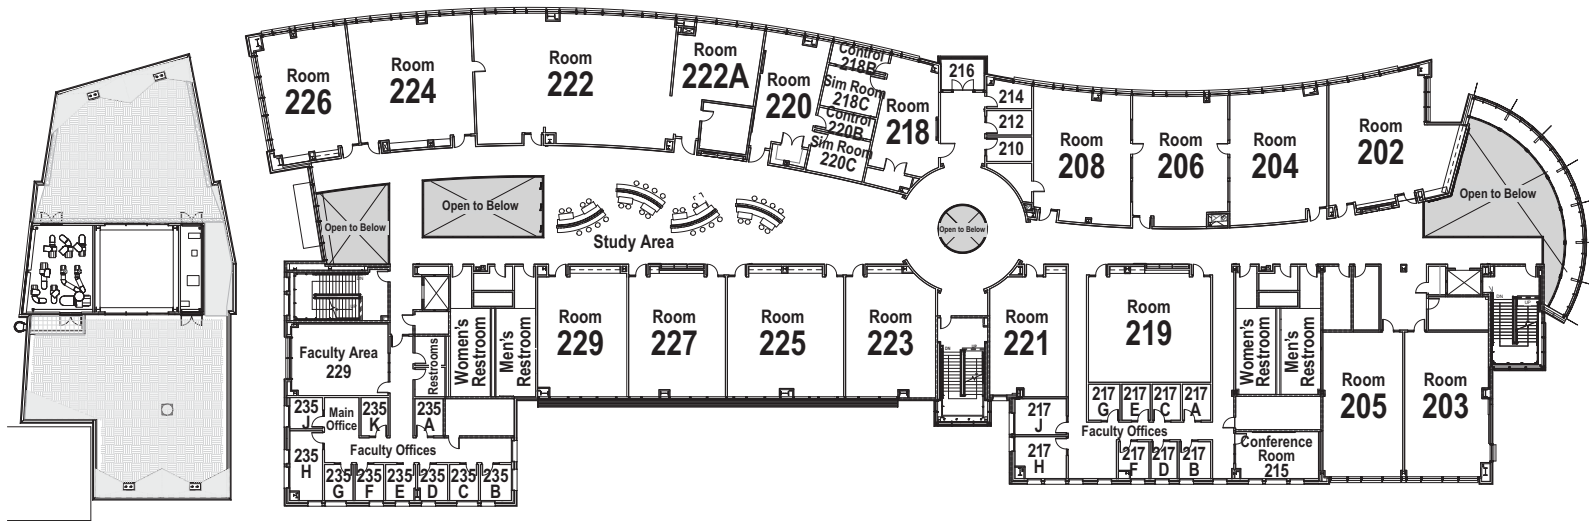 Room
226
Room
224
Room
222
Room
222A
Room
220
Control
218B
Sim Room
218C
Control
220B
Sim Room
220C
Room
218
216
214
212
210
Room
208
Room
206
Room
204
Room
202
Open to Below
Open to Below
Study Area
Open to Below
Open to Below
Faculty Area
229
Restrooms
Women's
Restroom
Men's
Restroom
Room
229
Room
227
Room
225
Room
223
DN
UP
Room
221
Room
219
Women's
Restroom
Men's
Restroom
Room
205
Room
203
DN
UP
235
J
Main
Office
235
K
235
A
Faculty Offices
235
H
235
G
235
F
235
E
235
D
235
C
235
B
217
J
217
H
217
G
217
E
217
C
217
A
Faculty Offices
217
F
217
D
217
B
Conference
Room
215